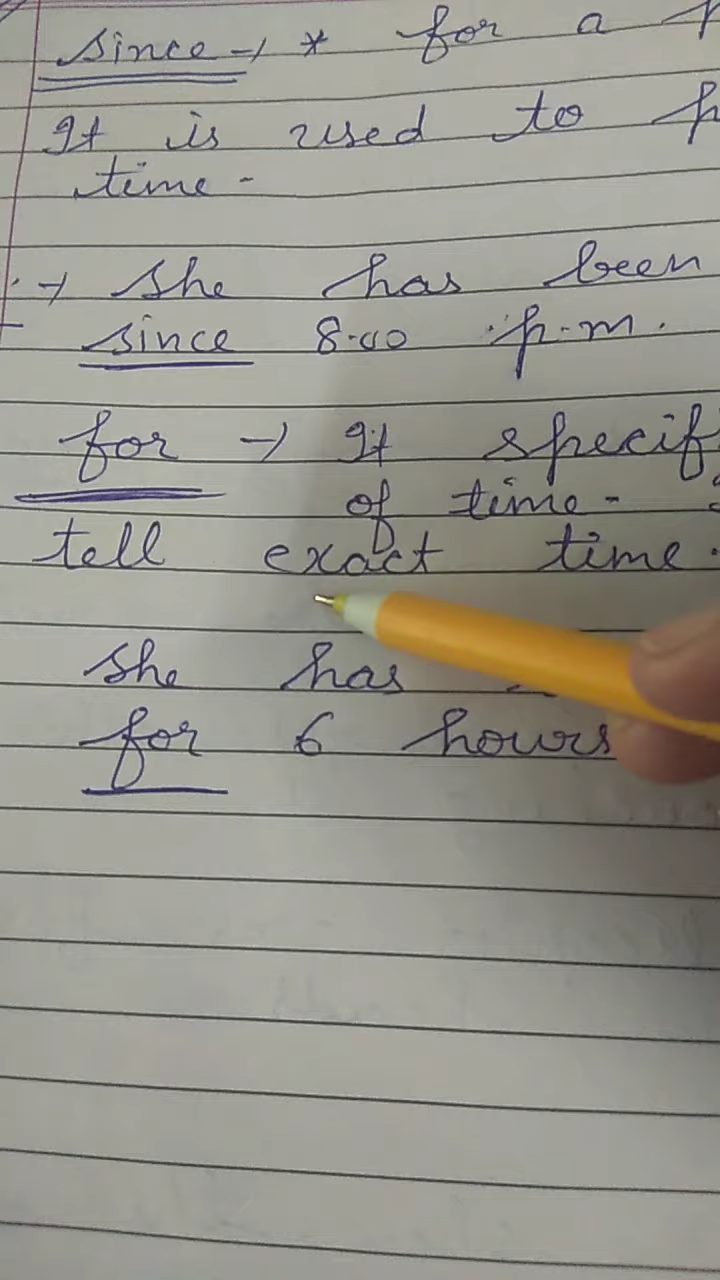 since → * for a
It is used to
time -
→ she has been
since 8:00 p.m.
for → It specif
of time -
tell exact time.
she has
for 6 hours